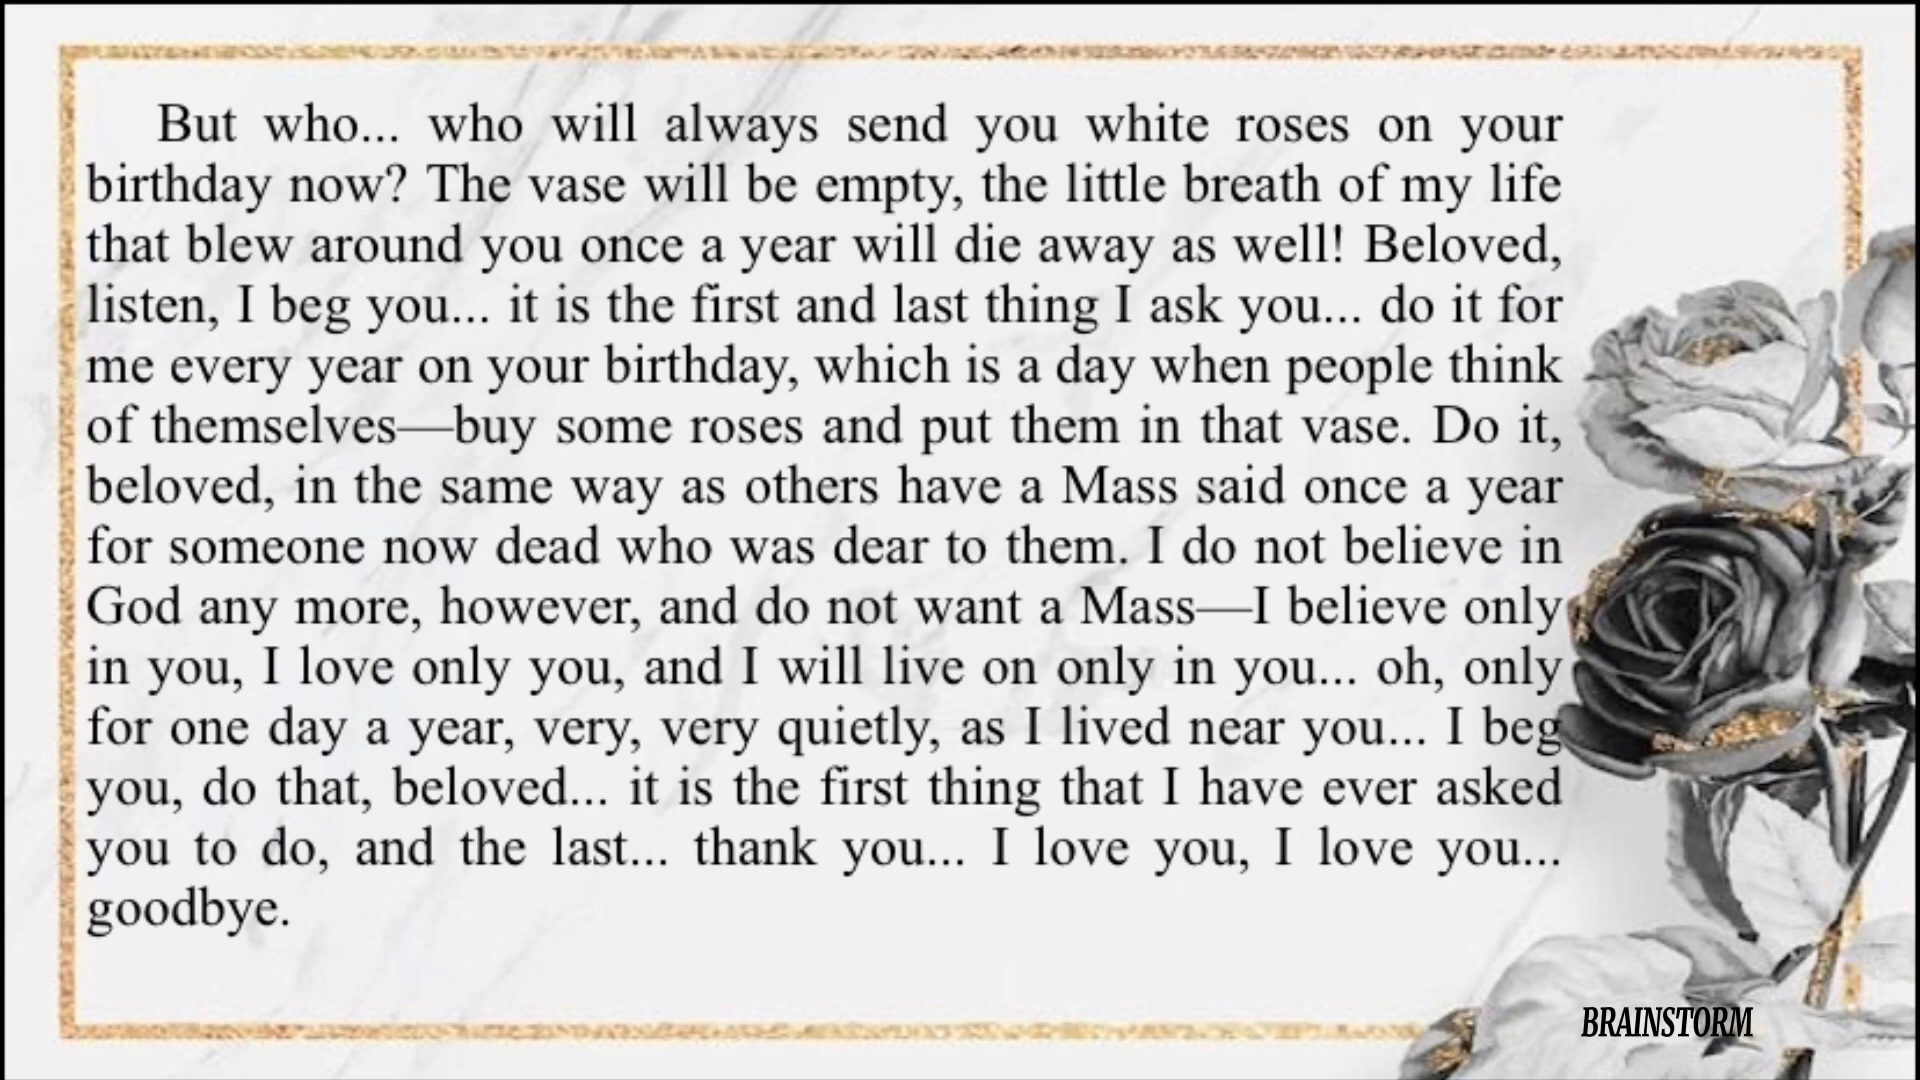 But who... who will always send you white roses on your
birthday now? The vase will be empty, the little breath of my life
that blew around you once a year will die away as well! Beloved,
listen, I beg you... it is the first and last thing I ask you... do it for
me every year on your birthday, which is a day when people think
of themselves—buy some roses and put them in that vase. Do it,
beloved, in the same way as others have a Mass said once a year
for someone now dead who was dear to them. I do not believe in
God any more, however, and do not want a Mass—I believe only
in you, I love only you, and I will live on only in you... oh, only
for one day a year, very, very quietly, as I lived near you... I beg
you, do that, beloved... it is the first thing that I have ever asked
you to do, and the last... thank you... I love you, I love you...
goodbye.
BRAINSTORM